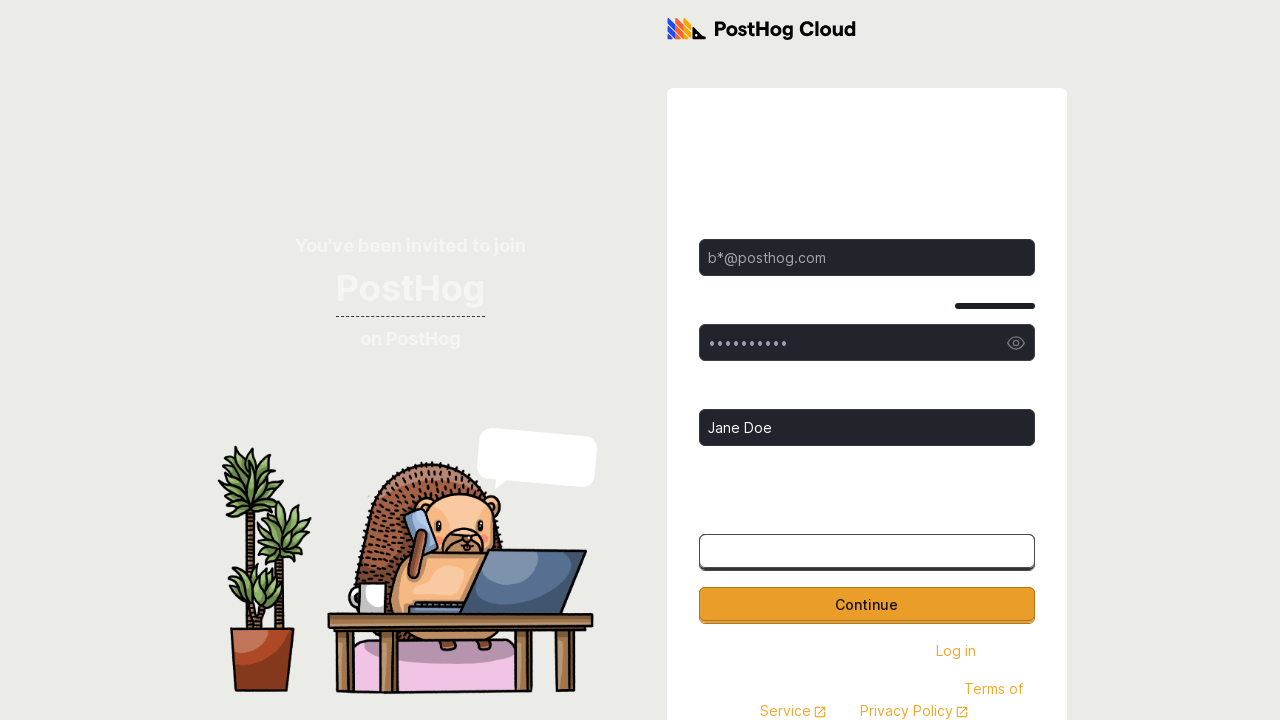 PostHog Cloud
You've been invited to join
PostHog
on PostHog
b*@posthog.com
••••••••••
Jane Doe
Continue
Log in
Terms of
Service
Privacy Policy